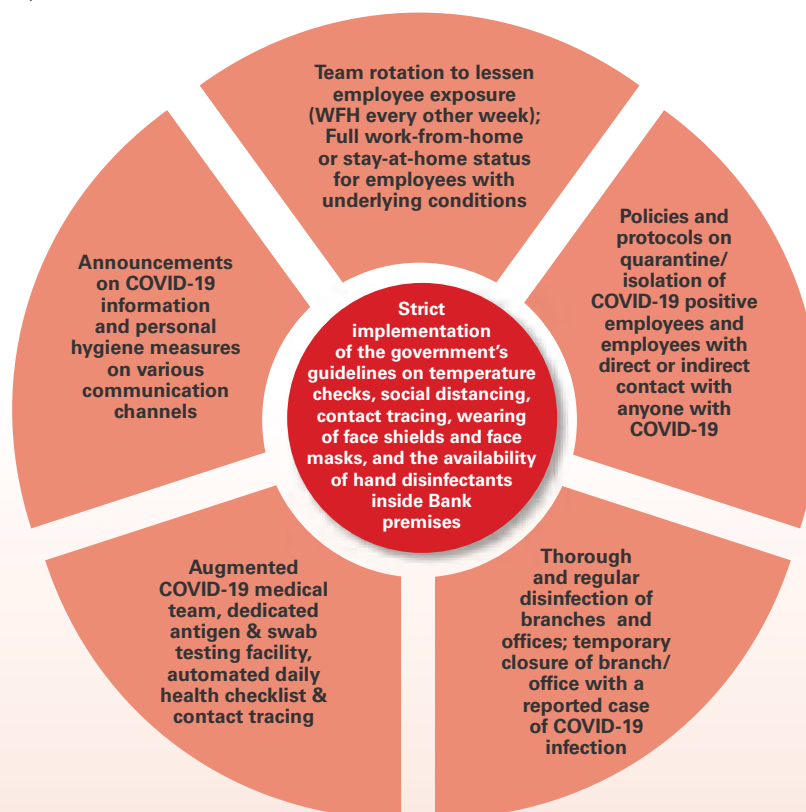 Team rotation to lessen
employee exposure
(WFH every other week);
Full work-from-home
or stay-at-home status
for employees with
underlying conditions
Policies and
protocols on
quarantine/
isolation of
COVID-19 positive
employees and
employees with
direct or indirect
contact with
anyone with
COVID-19
Thorough
and regular
disinfection of
branches and
offices; temporary
closure of branch/
office with a
reported case
of COVID-19
infection
Augmented
COVID-19 medical
team, dedicated
antigen & swab
testing facility,
automated daily
health checklist &
contact tracing
Announcements
on COVID-19
information
and personal
hygiene measures
on various
communication
channels
Strict
implementation
of the government's
guidelines on temperature
checks, social distancing,
contact tracing, wearing
of face shields and face
masks, and the availability
of hand disinfectants
inside Bank
premises